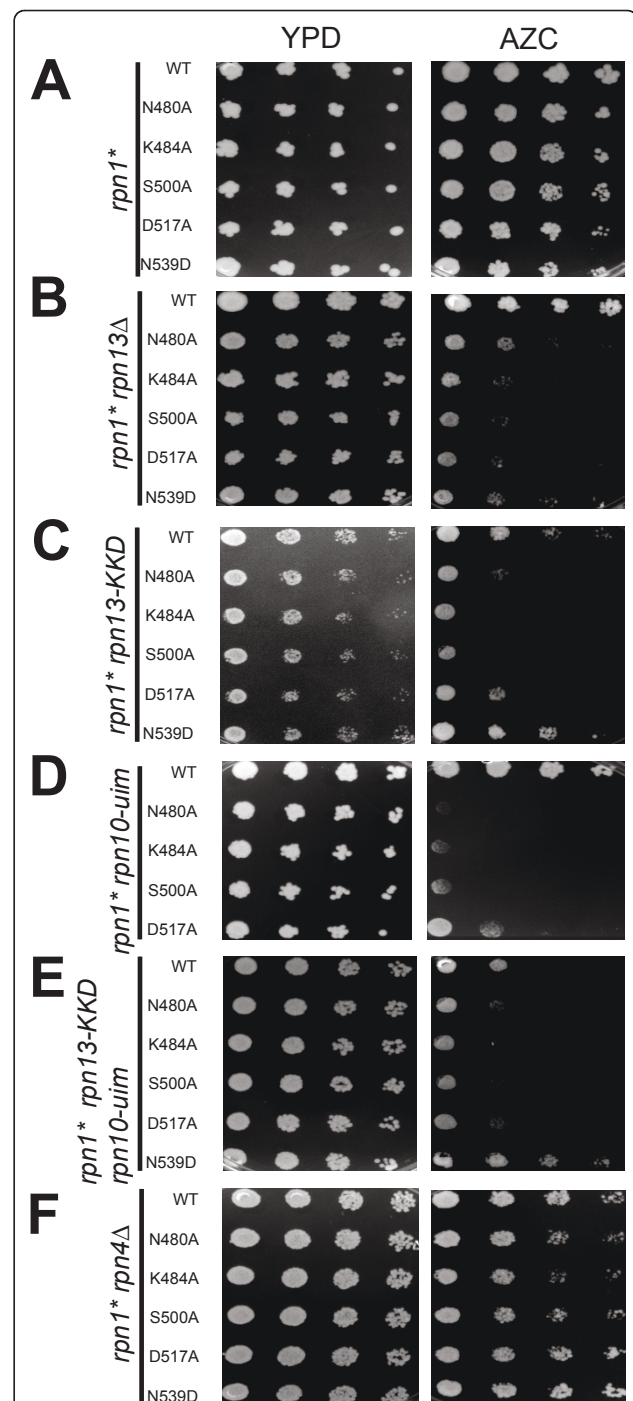 YPD AZC
A
rpn1*
WT
N480A
K484A
S500A
D517A
N539D
B
rpn1* rpn13Δ
WT
N480A
K484A
S500A
D517A
N539D
C
rpn1* rpn13-KKD
WT
N480A
K484A
S500A
D517A
N539D
D
rpn1* rpn10-uim
WT
N480A
K484A
S500A
D517A
E
rpn1* rpn13-KKD
rpn10-uim
WT
N480A
K484A
S500A
D517A
N539D
F
rpn1* rpn4Δ
WT
N480A
K484A
S500A
D517A
N539D